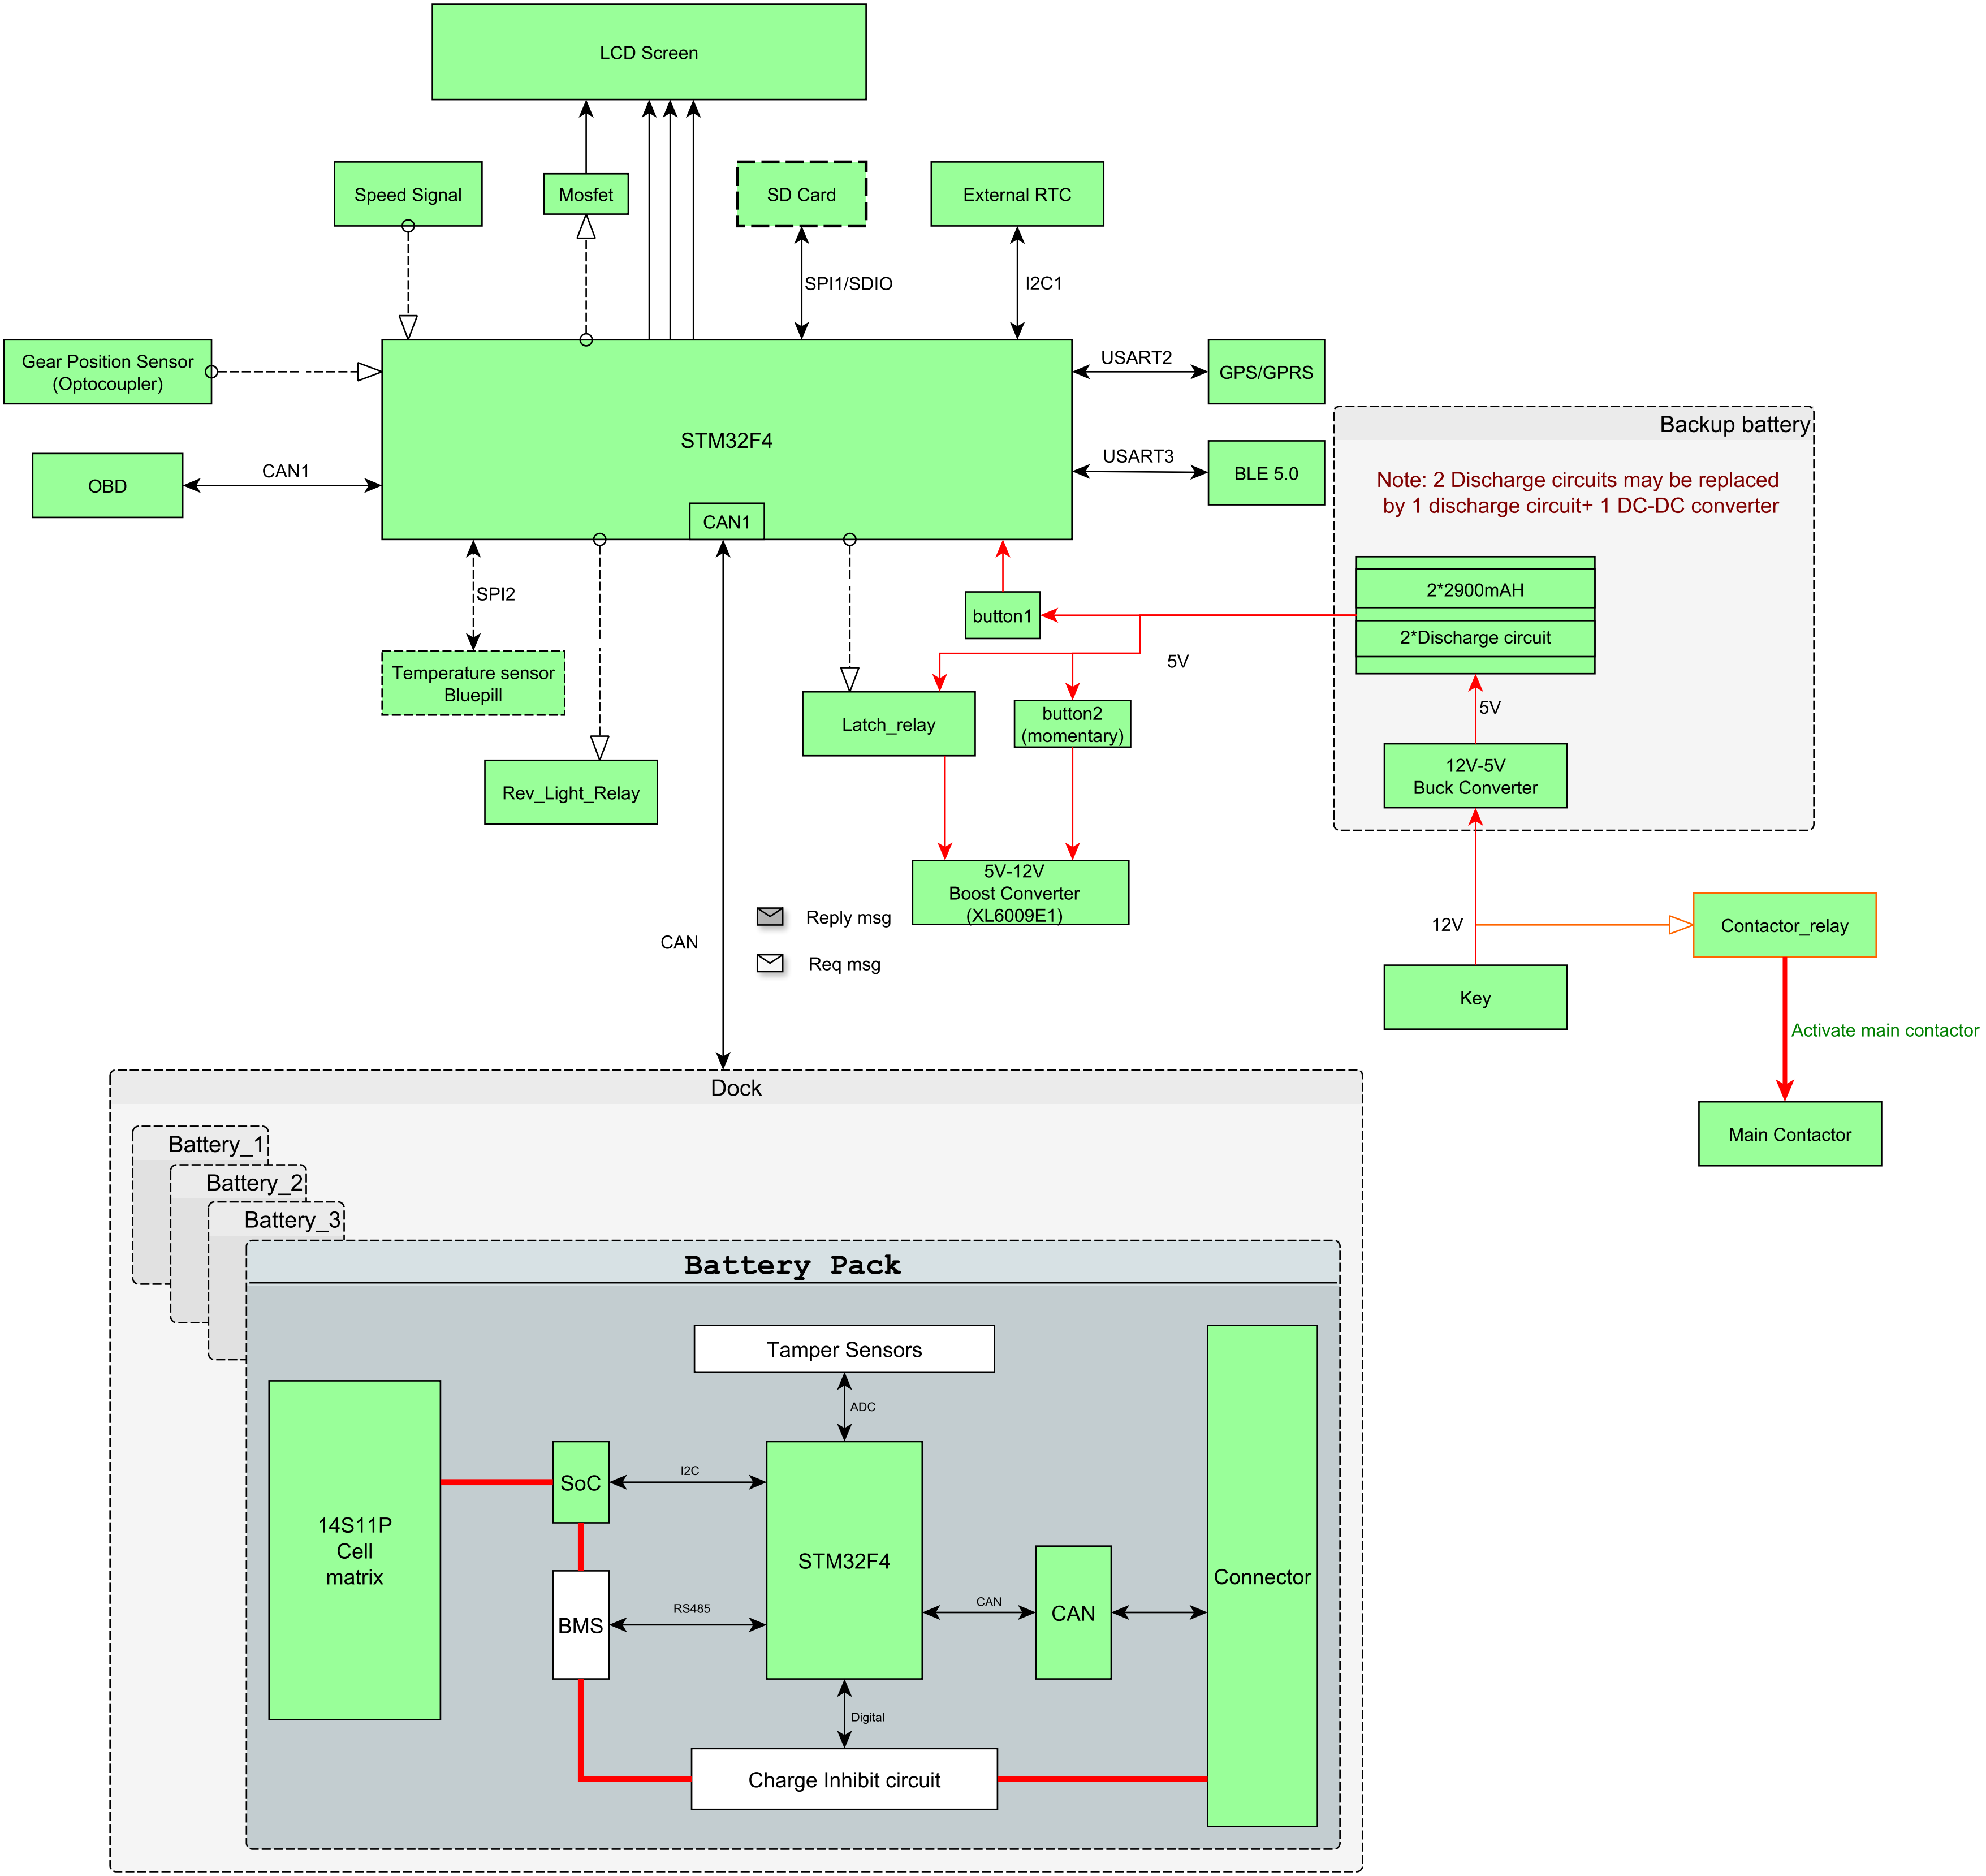 LCD Screen
Speed Signal
Mosfet
SD Card
External RTC
SPI1/SDIO
I2C1
Gear Position Sensor
(Optocoupler)
USART2
GPS/GPRS
STM32F4
Backup battery
OBD
CAN1
USART3
BLE 5.0
Note: 2 Discharge circuits may be replaced
by 1 discharge circuit+ 1 DC-DC converter
CAN1
SPI2
button1
2*2900mAH
2*Discharge circuit
5V
Temperature sensor
Bluepill
Latch_relay
button2
(momentary)
5V
Rev_Light_Relay
12V-5V
Buck Converter
5V-12V
Boost Converter
(XL6009E1)
Reply msg
Req msg
CAN
12V
Contactor_relay
Key
Activate main contactor
Main Contactor
Dock
Battery_1
Battery_2
Battery_3
Battery Pack
Tamper Sensors
ADC
SoC
I2C
14S11P
Cell
matrix
STM32F4
Connector
BMS
RS485
CAN
CAN
Digital
Charge Inhibit circuit